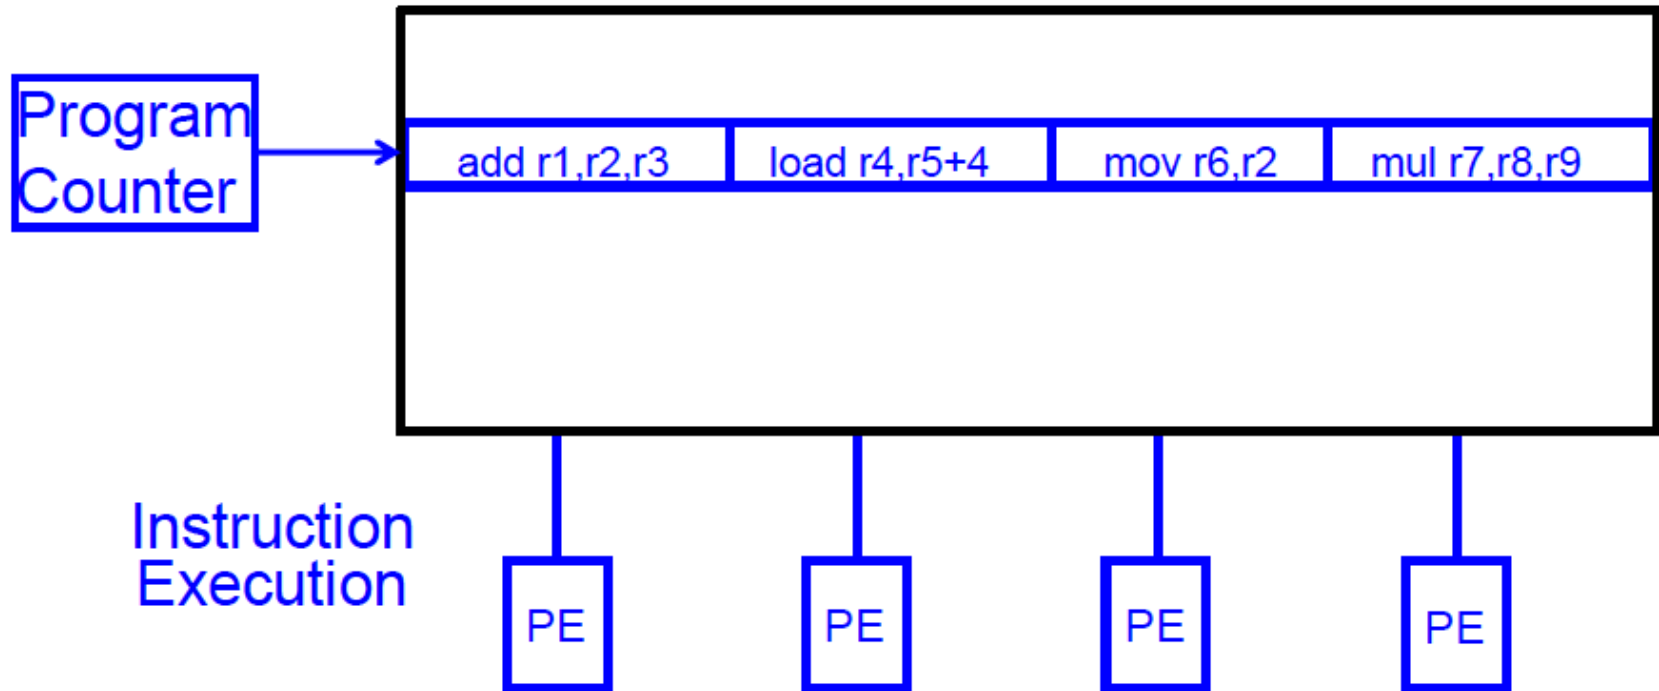 Program
Counter
add r1,r2,r3
load r4,r5+4
mov r6,r2
mul r7,r8,r9
Instruction
Execution
PE
PE
PE
PE